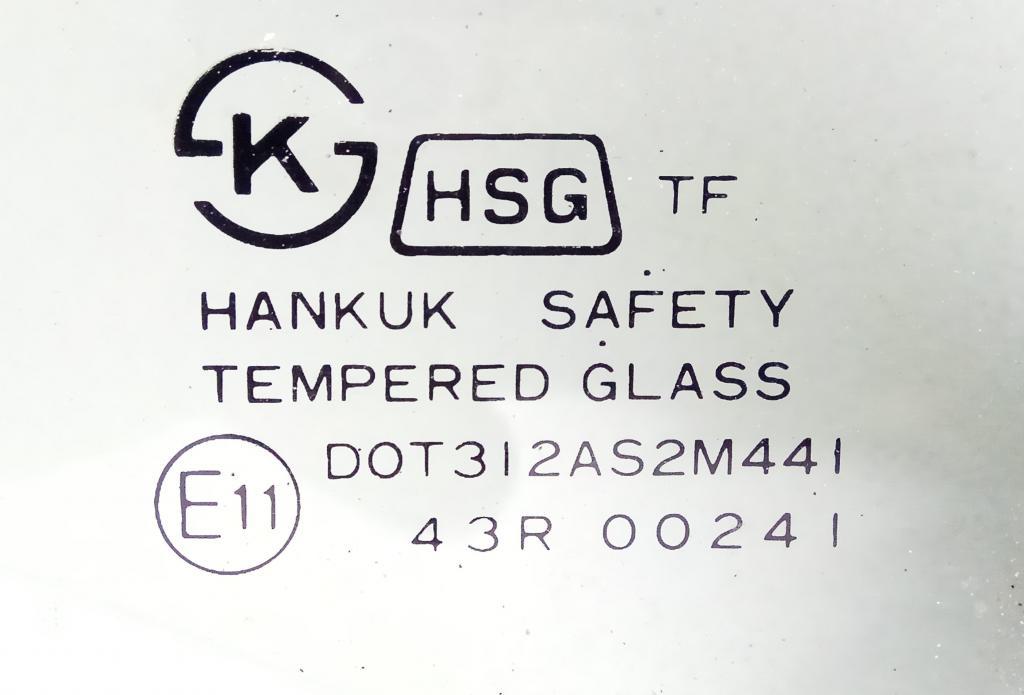 K HSG TF
HANKUK SAFETY
TEMPERED GLASS
E11 DOT312AS2M441
43R 00241